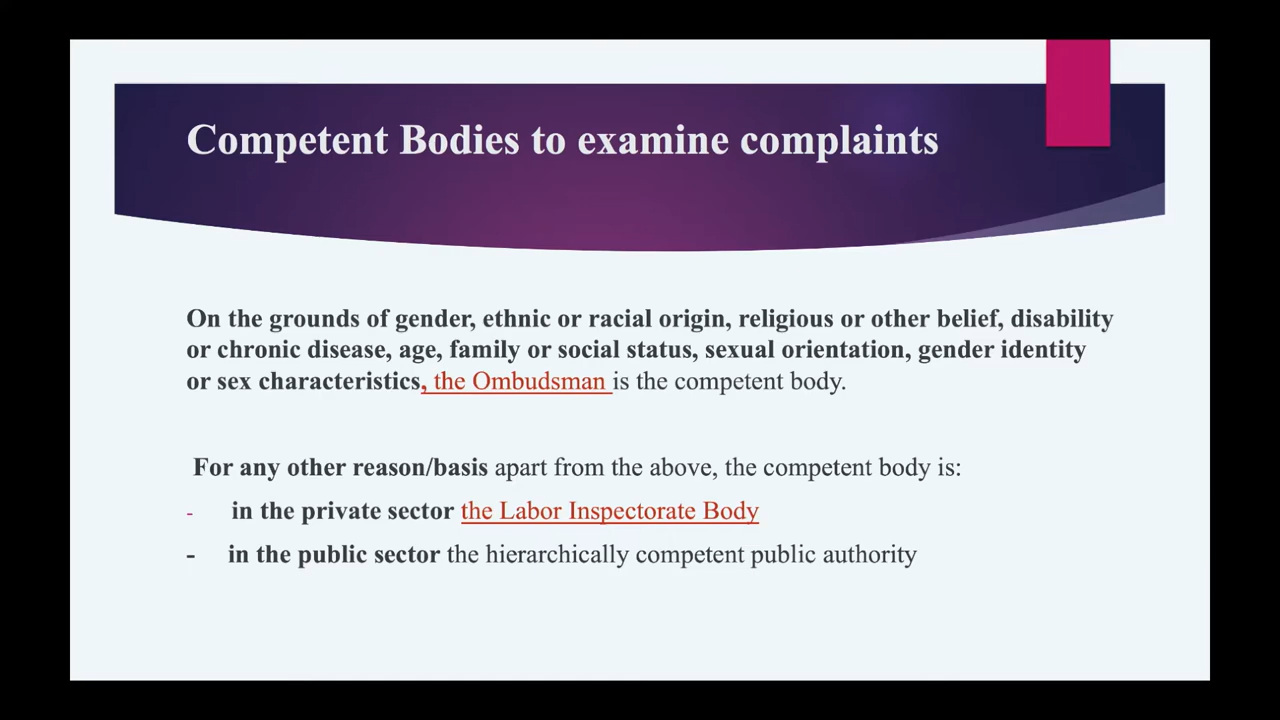 Competent Bodies to examine complaints
On the grounds of gender, ethnic or racial origin, religious or other belief, disability
or chronic disease, age, family or social status, sexual orientation, gender identity
or sex characteristics, the Ombudsman is the competent body.
For any other reason/basis apart from the above, the competent body is:
- in the private sector the Labor Inspectorate Body
- in the public sector the hierarchically competent public authority